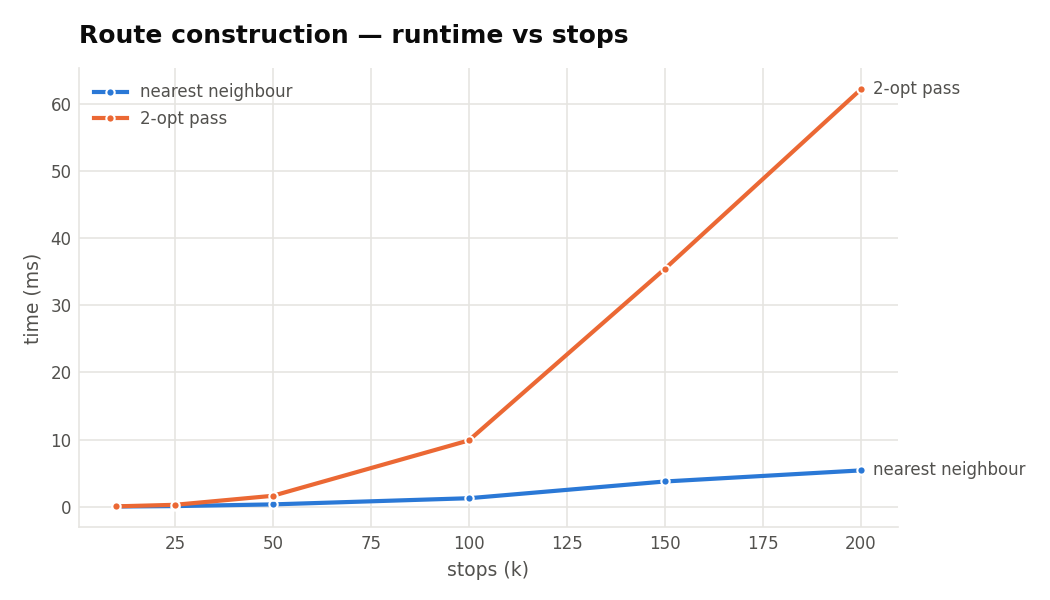 Route construction — runtime vs stops
nearest neighbour
2-opt pass
2-opt pass
nearest neighbour
time (ms)
60
50
40
30
20
10
0
25 50 75 100 125 150 175 200
stops (k)